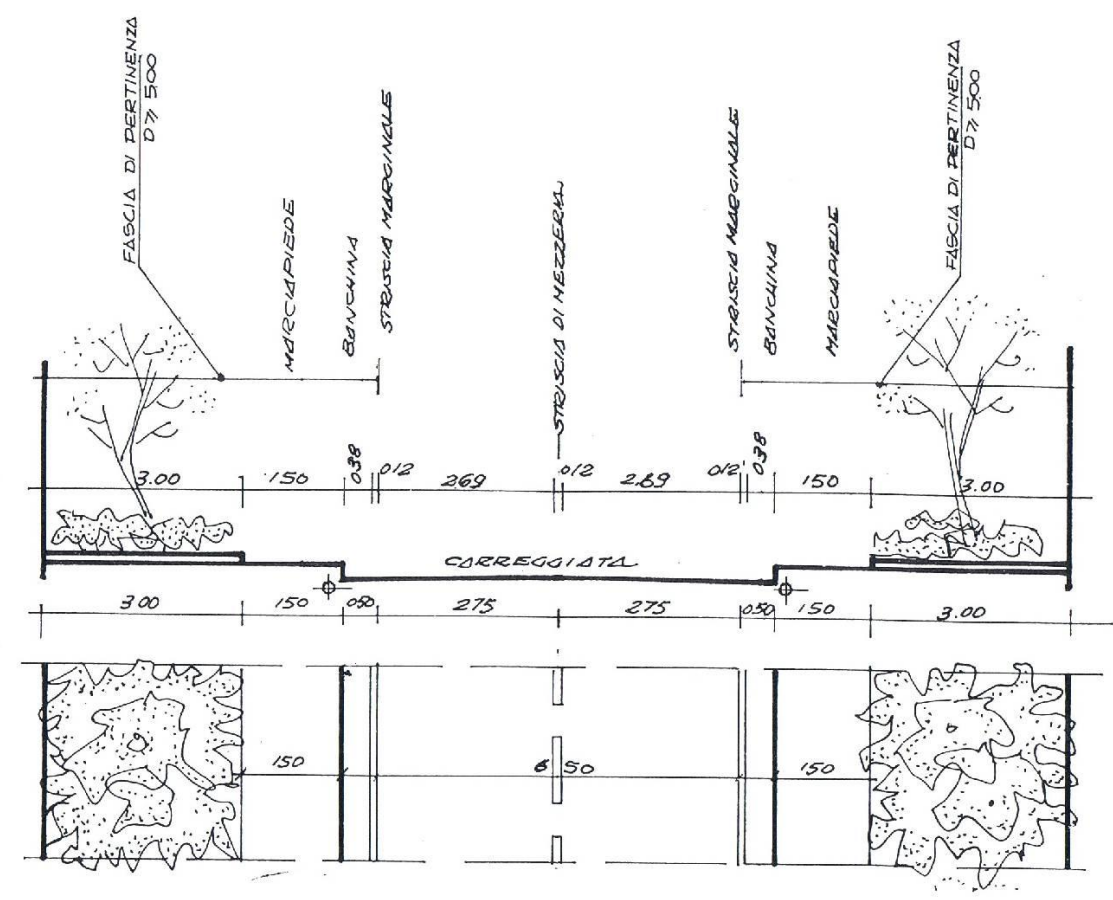 FASCIA DI PERTINENZA
D ≥ 5.00
MARCIAPIEDE
BANCHINA
STRISCIA MARGINALE
STRISCIA DI MEZZERIA
STRISCIA MARGINALE
BANCHINA
MARCIAPIEDE
FASCIA DI PERTINENZA
D ≥ 5.00
3.00 150 038 012 269 012 269 012 038 150 3.00
CARREGGIATA
3.00 150 050 275 275 050 150 3.00
150 6 50 150